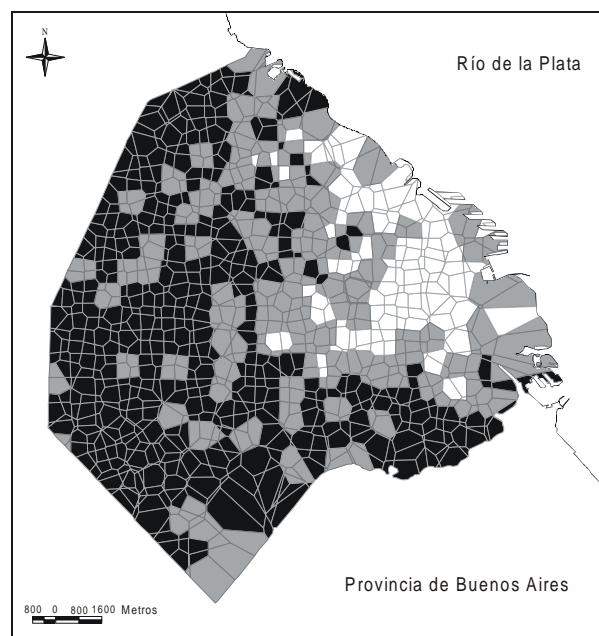 N
Río de la Plata
Provincia de Buenos Aires
800 0 800 1600 Metros